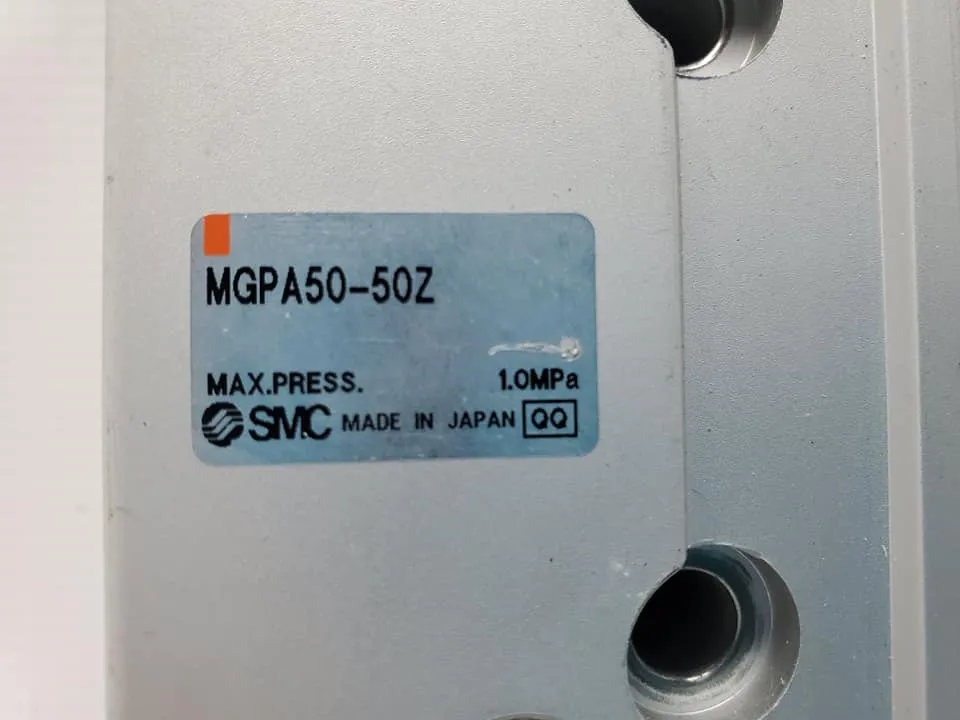 MGPA50-50Z
MAX.PRESS. 1.0MPa
SMC MADE IN JAPAN QQ